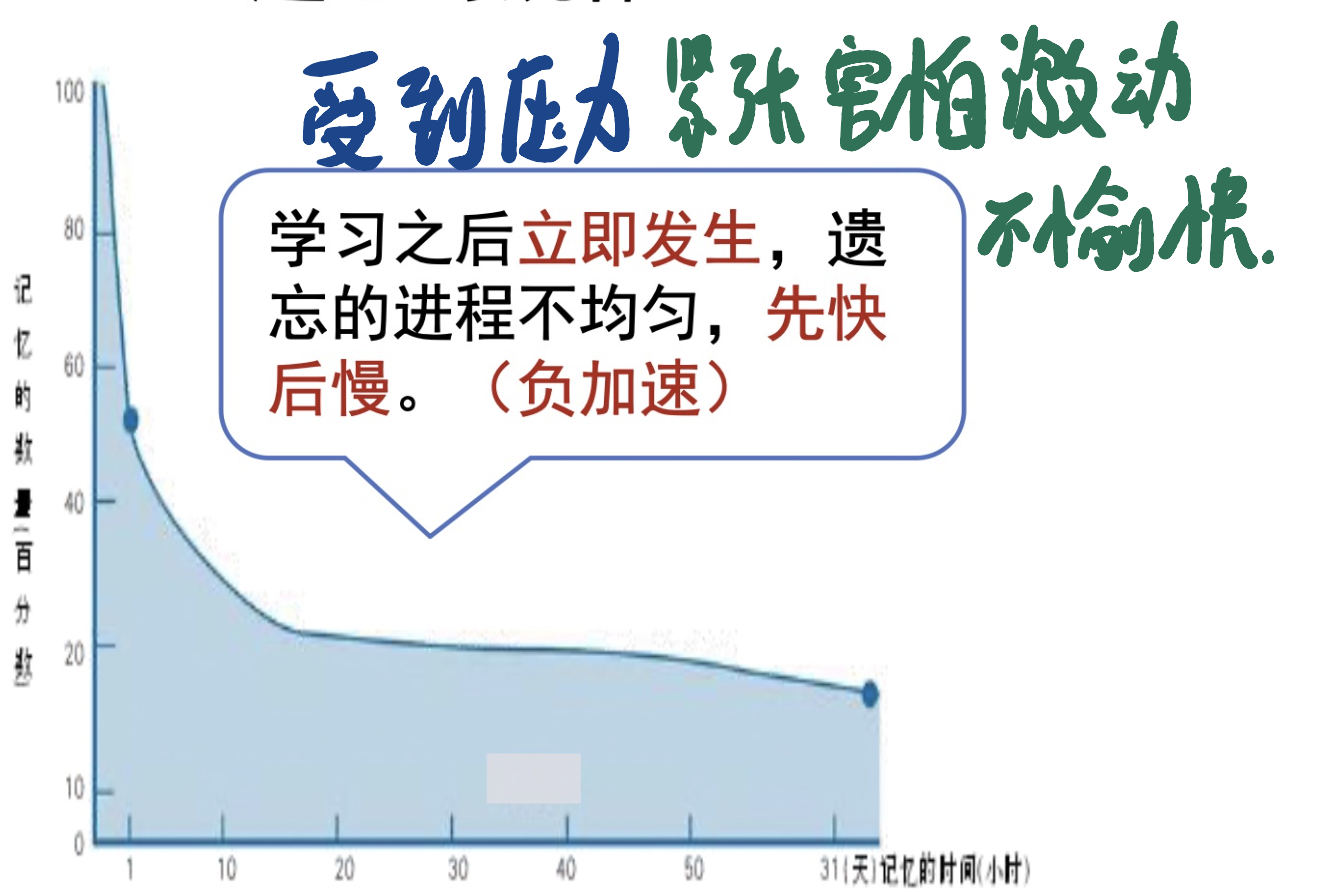 受到压力 紧张害怕激动
不愉快.
学习之后立即发生，遗
忘的进程不均匀，先快
后慢。（负加速）
记忆的数量(百分数)
100
80
60
40
20
10
0
1 10 20 30 40 50 31(天)记忆的时间(小时)